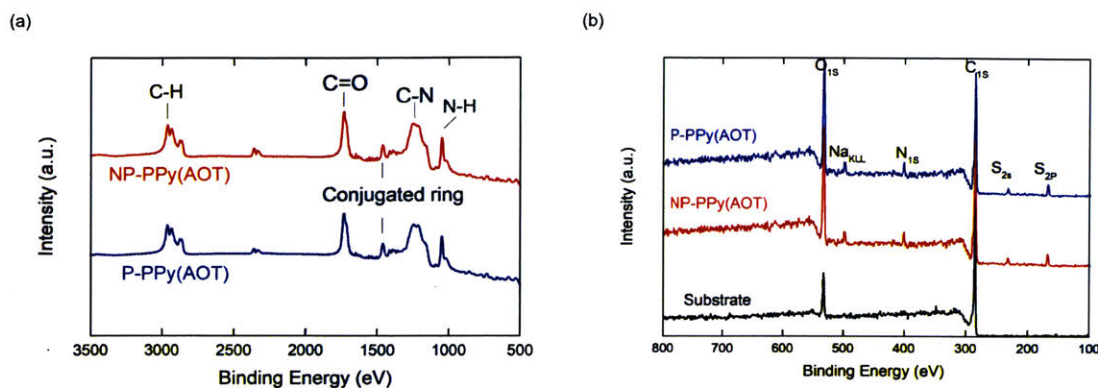 (a)
C-H
C=O
C-N
N-H
NP-PPy(AOT)
Conjugated ring
P-PPy(AOT)
Intensity (a.u.)
3500 3000 2500 2000 1500 1000 500
Binding Energy (eV)
(b)
O1S
C1S
P-PPy(AOT)
NaKLL
N1S
S2s
S2P
NP-PPy(AOT)
Substrate
Intensity (a.u.)
800 700 600 500 400 300 200 100
Binding Energy (eV)